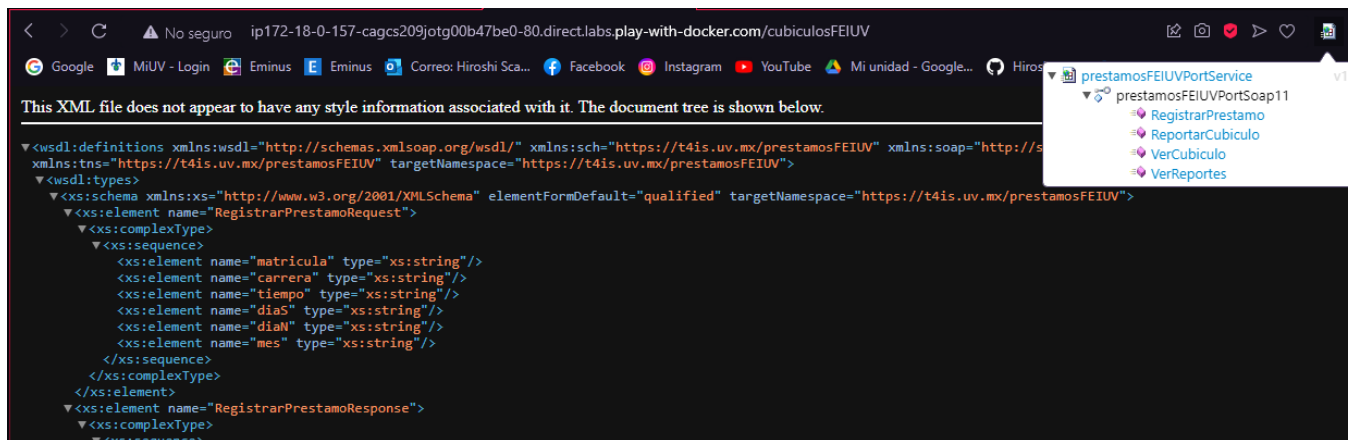 No seguro ip172-18-0-157-cagcs209jotg00b47be0-80.direct.labs.play-with-docker.com/cubiculosFEIUV
Google MiUV - Login Eminus Eminus Correo: Hiroshi Sca... Facebook Instagram YouTube Mi unidad - Google... Hiros
prestamosFEIUVPortService v1
prestamosFEIUVPortSoap11
RegistrarPrestamo
ReportarCubiculo
VerCubiculo
VerReportes
This XML file does not appear to have any style information associated with it. The document tree is shown below.
▼<wsdl:definitions xmlns:wsdl="http://schemas.xmlsoap.org/wsdl/" xmlns:sch="https://t4is.uv.mx/prestamosFEIUV" xmlns:soap="http://s
xmlns:tns="https://t4is.uv.mx/prestamosFEIUV" targetNamespace="https://t4is.uv.mx/prestamosFEIUV">
▼<wsdl:types>
▼<xs:schema xmlns:xs="http://www.w3.org/2001/XMLSchema" elementFormDefault="qualified" targetNamespace="https://t4is.uv.mx/prestamosFEIUV">
▼<xs:element name="RegistrarPrestamoRequest">
▼<xs:complexType>
▼<xs:sequence>
<xs:element name="matricula" type="xs:string"/>
<xs:element name="carrera" type="xs:string"/>
<xs:element name="tiempo" type="xs:string"/>
<xs:element name="diaS" type="xs:string"/>
<xs:element name="diaN" type="xs:string"/>
<xs:element name="mes" type="xs:string"/>
</xs:sequence>
</xs:complexType>
</xs:element>
▼<xs:element name="RegistrarPrestamoResponse">
▼<xs:complexType>